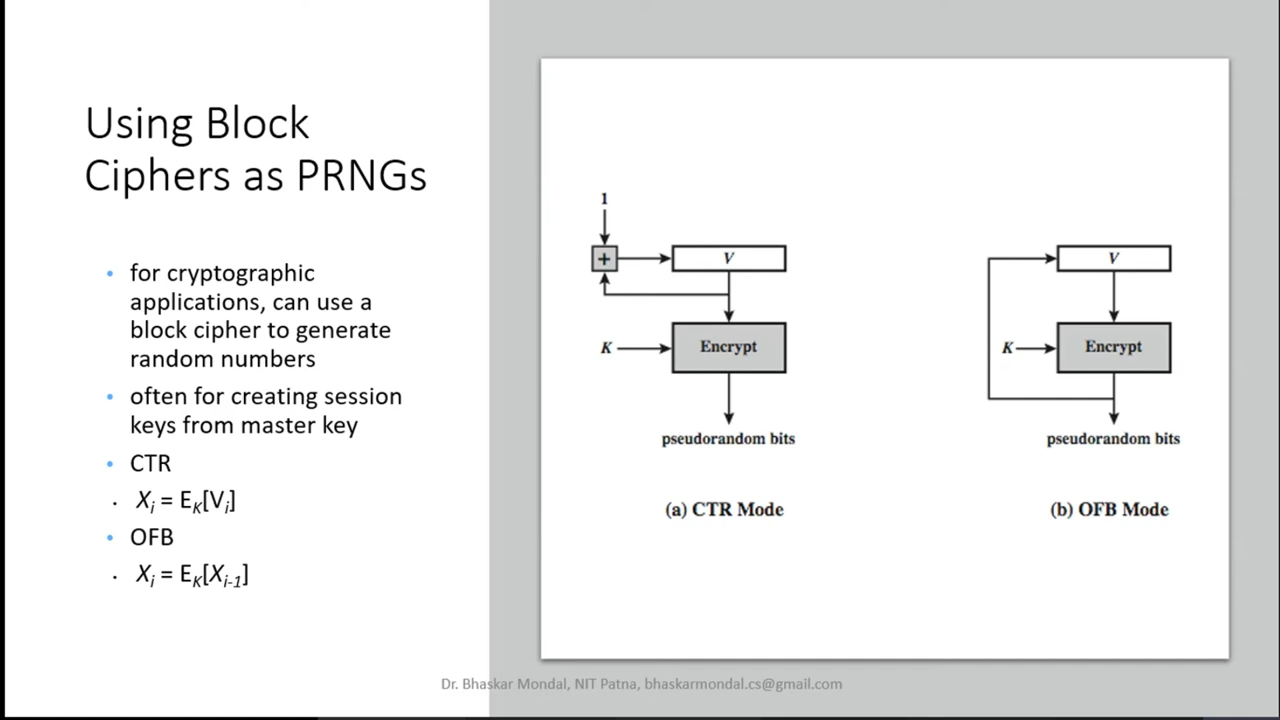 Using Block
Ciphers as PRNGs
• for cryptographic
applications, can use a
block cipher to generate
random numbers
• often for creating session
keys from master key
• CTR
· Xi = EK[Vi]
• OFB
· Xi = EK[Xi-1]
1
+
V
K
Encrypt
pseudorandom bits
(a) CTR Mode
V
K
Encrypt
pseudorandom bits
(b) OFB Mode
Dr. Bhaskar Mondal, NIT Patna, bhaskarmondal.cs@gmail.com